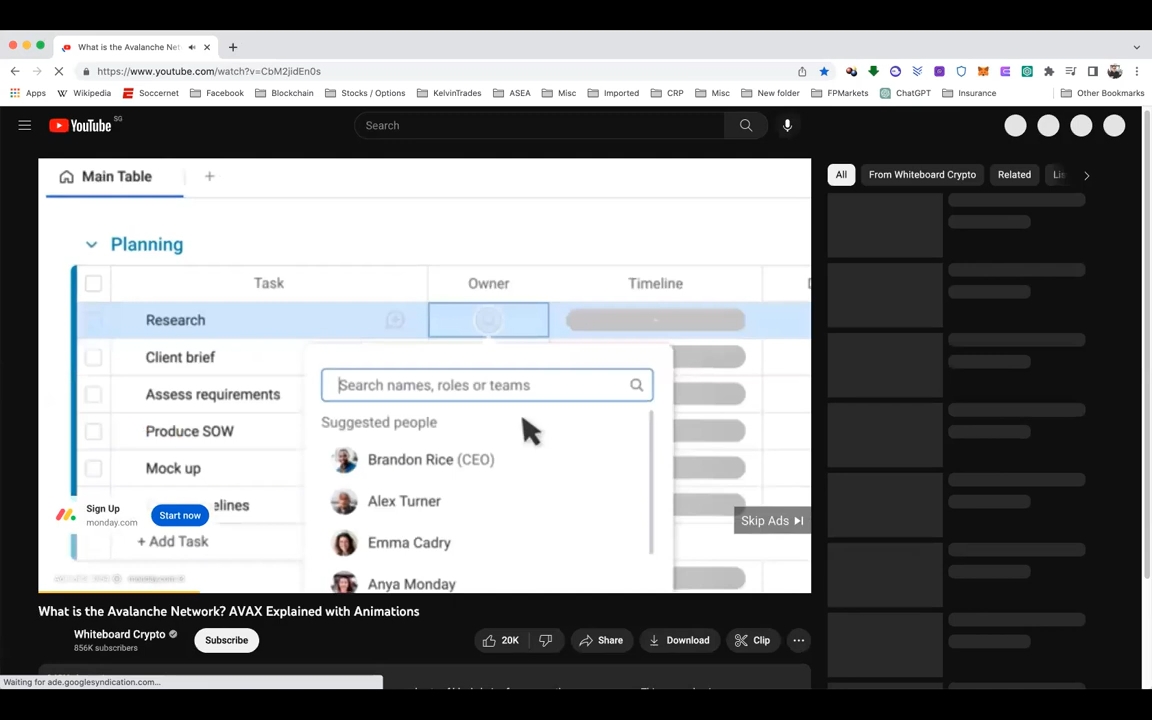 What is the Avalanche Net
https://www.youtube.com/watch?v=CbM2jidEn0s
Apps Wikipedia Soccernet Facebook Blockchain Stocks / Options KelvinTrades ASEA Misc Imported CRP Misc New folder FPMarkets ChatGPT Insurance Other Bookmarks
YouTube SG
Search
Main Table
All From Whiteboard Crypto Related
Planning
Task Owner Timeline
Research
Client brief
Search names, roles or teams
Assess requirements
Suggested people
Produce SOW
Brandon Rice (CEO)
Mock up
Alex Turner
Sign Up
monday.com
Start now
elines
Skip Ads
+ Add Task
Emma Cadry
Anya Monday
What is the Avalanche Network? AVAX Explained with Animations
Whiteboard Crypto
856K subscribers
Subscribe
20K
Share
Download
Clip
Waiting for ade.googlesyndication.com...